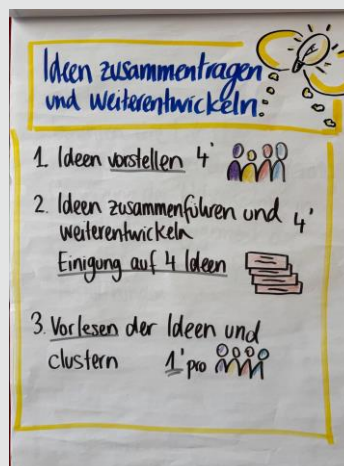 Ideen zusammentragen
und weiterentwickeln:
1. Ideen vorstellen 4'
2. Ideen zusammenführen und 4'
weiterentwickeln
Einigung auf 4 Ideen
3. Vorlesen der Ideen und
clustern 1' pro